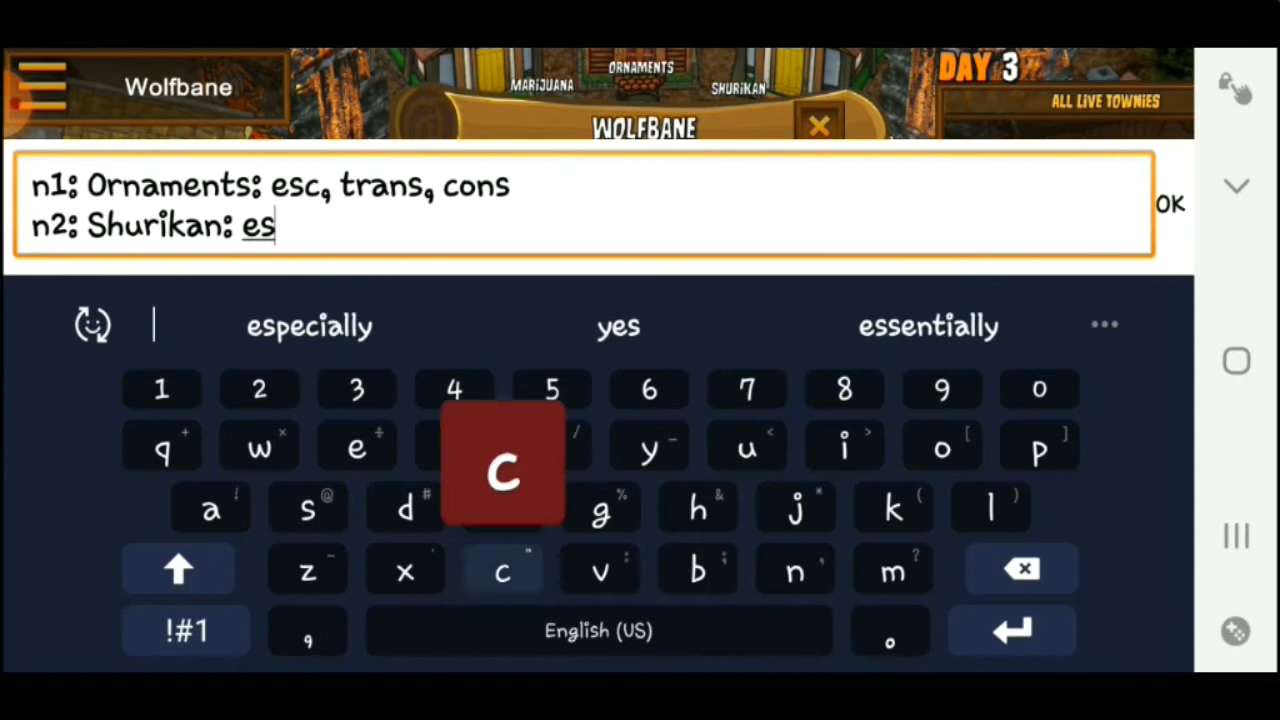 Wolfbane
MARIJUANA
ORNAMENTS
SHURIKAN
DAY 3
ALL LIVE TOWNIES
WOLFBANE
n1: Ornaments: esc, trans, cons
n2: Shurikan: es
OK
especially yes essentially
1 2 3 4 5 6 7 8 9 0
q + w × e ÷ / y _ u < i > o [ p ]
c
a ! s @ d # g % h & j * k ( l )
z - x ' c " v : b ; n , m ?
!#1 , English (US) .